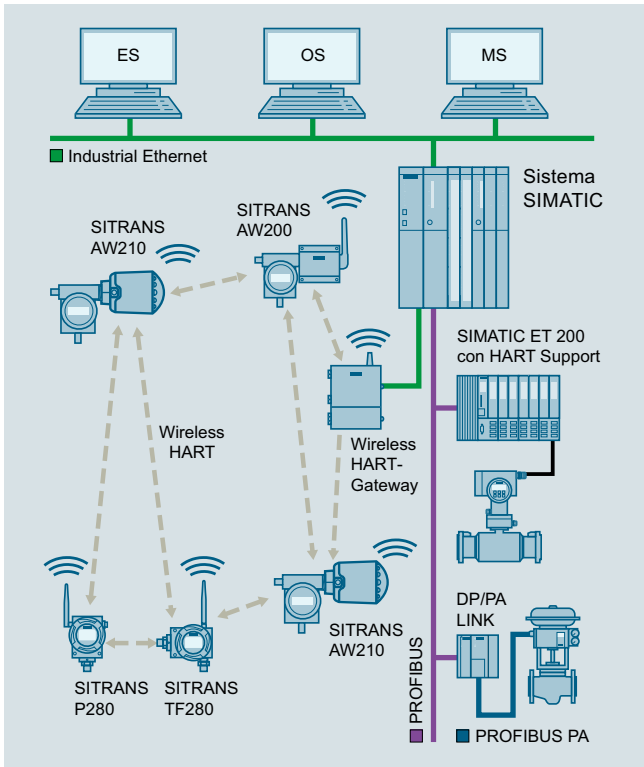 ES
OS
MS
Industrial Ethernet
Sistema
SIMATIC
SITRANS
AW210
SITRANS
AW200
SIMATIC ET 200
con HART Support
Wireless
HART
Wireless
HART-
Gateway
SITRANS
AW210
SITRANS
P280
SITRANS
TF280
DP/PA
LINK
PROFIBUS
PROFIBUS PA